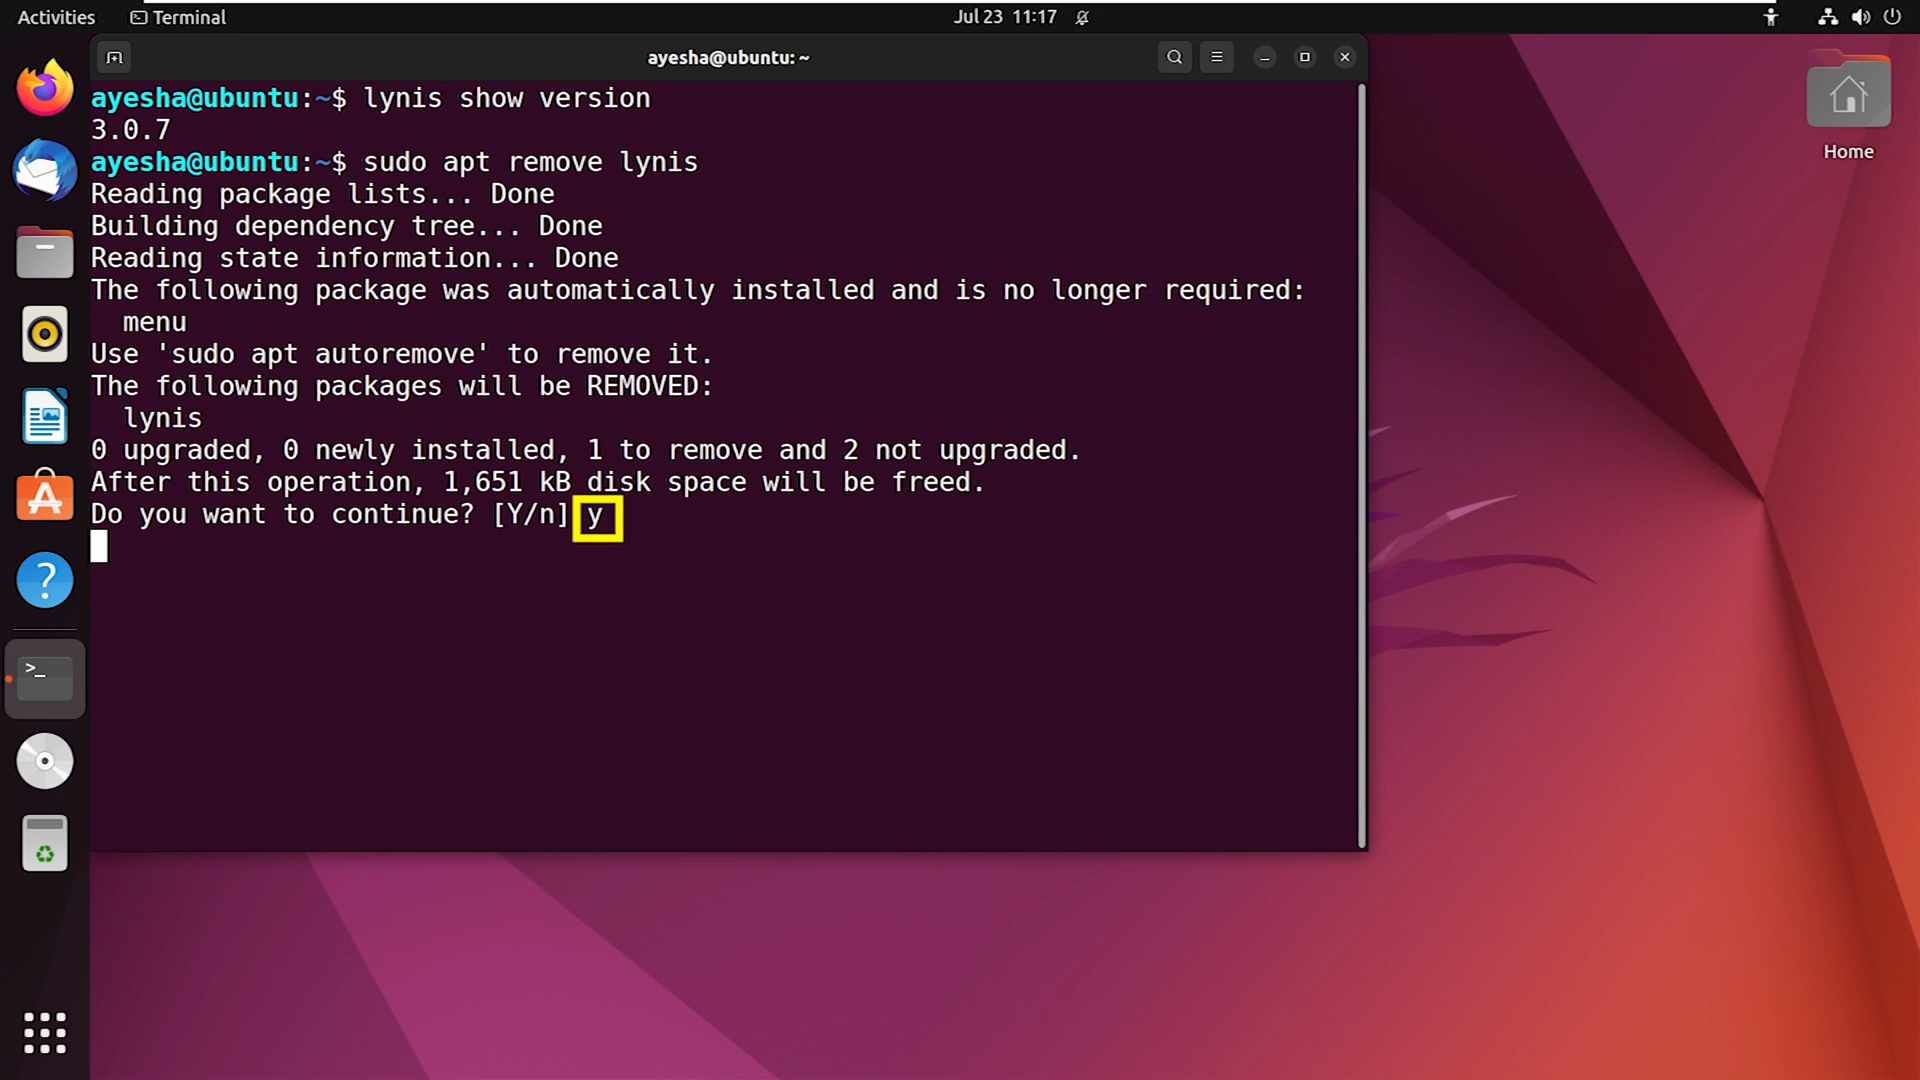 Activities Terminal Jul 23 11:17
ayesha@ubuntu: ~
ayesha@ubuntu:~$ lynis show version
3.0.7
ayesha@ubuntu:~$ sudo apt remove lynis
Reading package lists... Done
Building dependency tree... Done
Reading state information... Done
The following package was automatically installed and is no longer required:
  menu
Use 'sudo apt autoremove' to remove it.
The following packages will be REMOVED:
  lynis
0 upgraded, 0 newly installed, 1 to remove and 2 not upgraded.
After this operation, 1,651 kB disk space will be freed.
Do you want to continue? [Y/n] y
Home